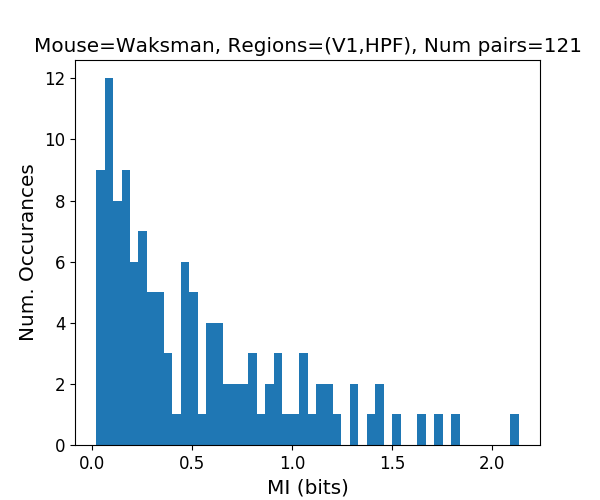 Mouse=Waksman, Regions=(V1,HPF), Num pairs=121
12
10
8
6
4
2
0
Num. Occurances
0.0 0.5 1.0 1.5 2.0
MI (bits)